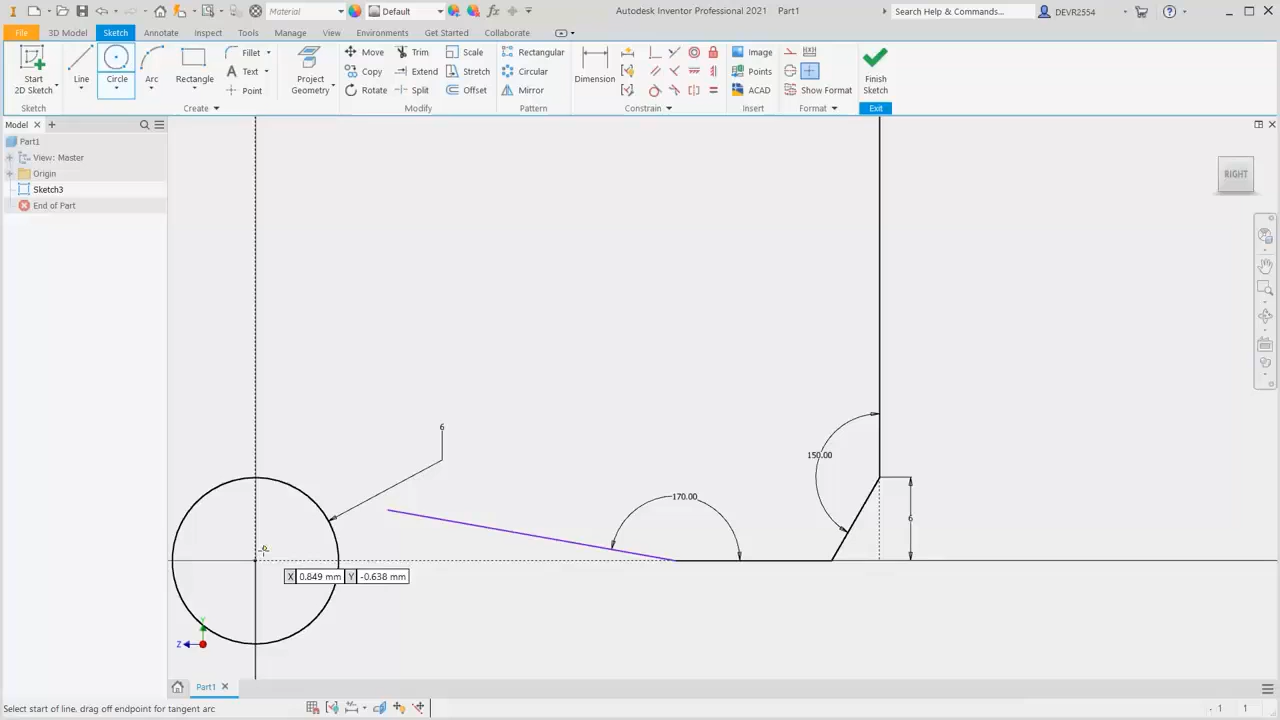 Material
Default
Autodesk Inventor Professional 2021 Part1
Search Help & Commands...
DEVR2554
File
3D Model
Sketch
Annotate
Inspect
Tools
Manage
View
Environments
Get Started
Collaborate
Start
2D Sketch
Line
Circle
Arc
Rectangle
Fillet
Text
Point
Project
Geometry
Move
Trim
Scale
Copy
Extend
Stretch
Rotate
Split
Offset
Rectangular
Circular
Mirror
Dimension
Image
Points
ACAD
Show Format
Finish
Sketch
Sketch
Create
Modify
Pattern
Constrain
Insert
Format
Exit
Model
Part1
View: Master
Origin
Sketch3
End of Part
RIGHT
6
150.00
170.00
6
X 0.849 mm Y -0.638 mm
Y
Z
Part1
Select start of line, drag off endpoint for tangent arc
1 1